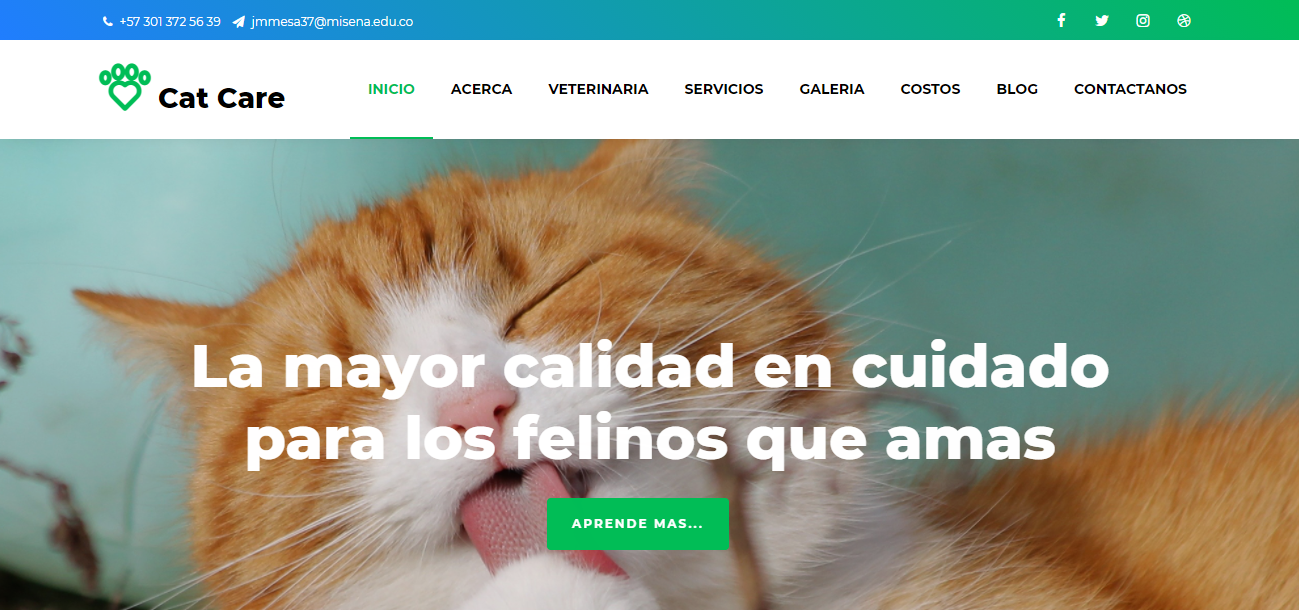 +57 301 372 56 39 jmmesa37@misena.edu.co
Cat Care
INICIO ACERCA VETERINARIA SERVICIOS GALERIA COSTOS BLOG CONTACTANOS
La mayor calidad en cuidado
para los felinos que amas
APRENDE MAS...